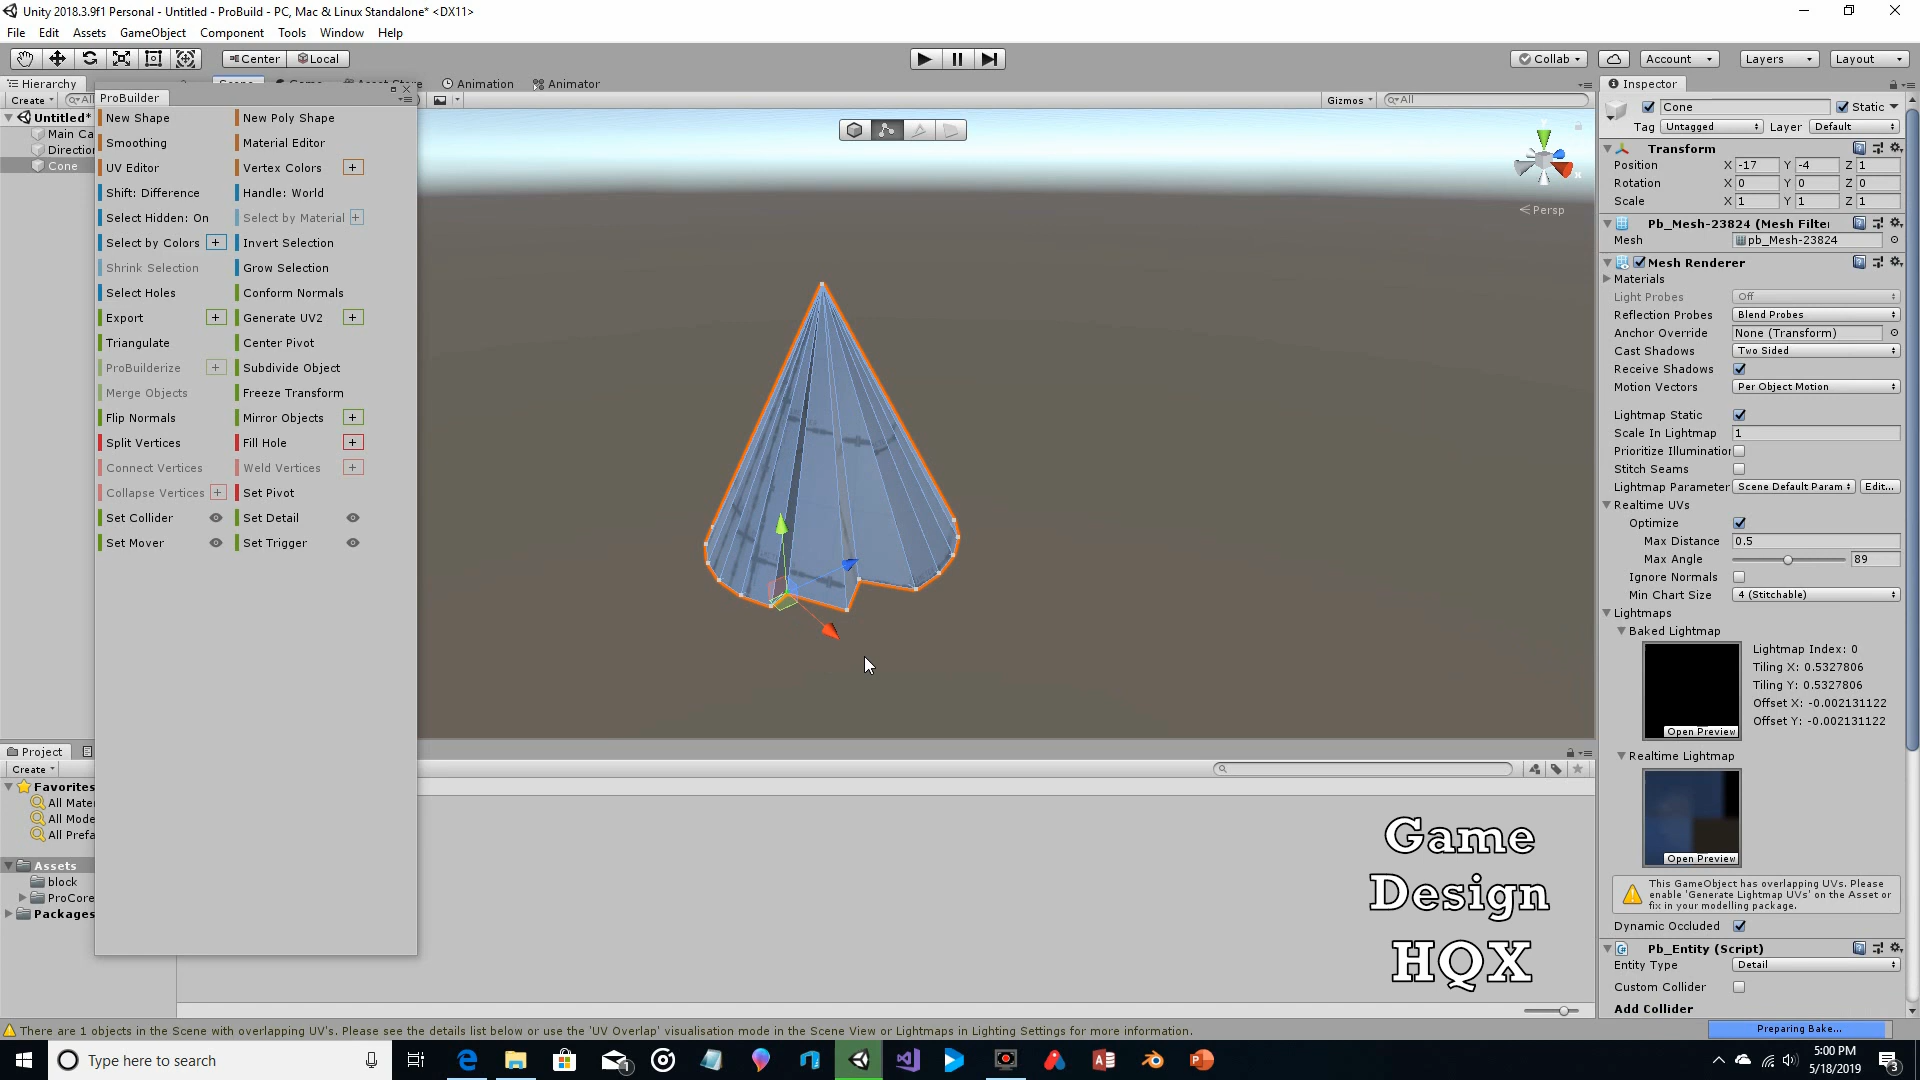 Unity 2018.3.9f1 Personal - Untitled - ProBuild - PC, Mac & Linux Standalone* <DX11>
File Edit Assets GameObject Component Tools Window Help
Center Local Collab Account Layers Layout
Hierarchy Animation Animator Inspector
Create ProBuilder Gizmos All
Untitled*
Main Ca
Direction
Cone
New Shape New Poly Shape
Smoothing Material Editor
UV Editor Vertex Colors +
Shift: Difference Handle: World
Select Hidden: On Select by Material +
Select by Colors + Invert Selection
Shrink Selection Grow Selection
Select Holes Conform Normals
Export + Generate UV2 +
Triangulate Center Pivot
ProBuilderize + Subdivide Object
Merge Objects Freeze Transform
Flip Normals Mirror Objects +
Split Vertices Fill Hole +
Connect Vertices Weld Vertices +
Collapse Vertices + Set Pivot
Set Collider Set Detail
Set Mover Set Trigger
Persp
x
Cone Static
Tag Untagged Layer Default
Transform
Position X -17 Y -4 Z 1
Rotation X 0 Y 0 Z 0
Scale X 1 Y 1 Z 1
Pb_Mesh-23824 (Mesh Filte
Mesh pb_Mesh-23824
Mesh Renderer
Materials
Light Probes Off
Reflection Probes Blend Probes
Anchor Override None (Transform)
Cast Shadows Two Sided
Receive Shadows
Motion Vectors Per Object Motion
Lightmap Static
Scale In Lightmap 1
Prioritize Illumination
Stitch Seams
Lightmap Parameter Scene Default Param Edit...
Realtime UVs
Optimize
Max Distance 0.5
Max Angle 89
Ignore Normals
Min Chart Size 4 (Stitchable)
Lightmaps
Baked Lightmap
Lightmap Index: 0
Tiling X: 0.5327806
Tiling Y: 0.5327806
Offset X: -0.002131122
Offset Y: -0.002131122
Open Preview
Realtime Lightmap
Open Preview
This GameObject has overlapping UVs. Please
enable 'Generate Lightmap UVs' on the Asset or
fix in your modelling package.
Dynamic Occluded
Pb_Entity (Script)
Entity Type Detail
Custom Collider
Add Collider
Project
Create
Favorites
All Mate
All Mode
All Prefa
Assets
block
ProCore
Packages
Game
Design
HQX
There are 1 objects in the Scene with overlapping UV's. Please see the details list below or use the 'UV Overlap' visualisation mode in the Scene View or Lightmaps in Lighting Settings for more information.
Preparing Bake...
Type here to search
5:00 PM
5/18/2019
1
3